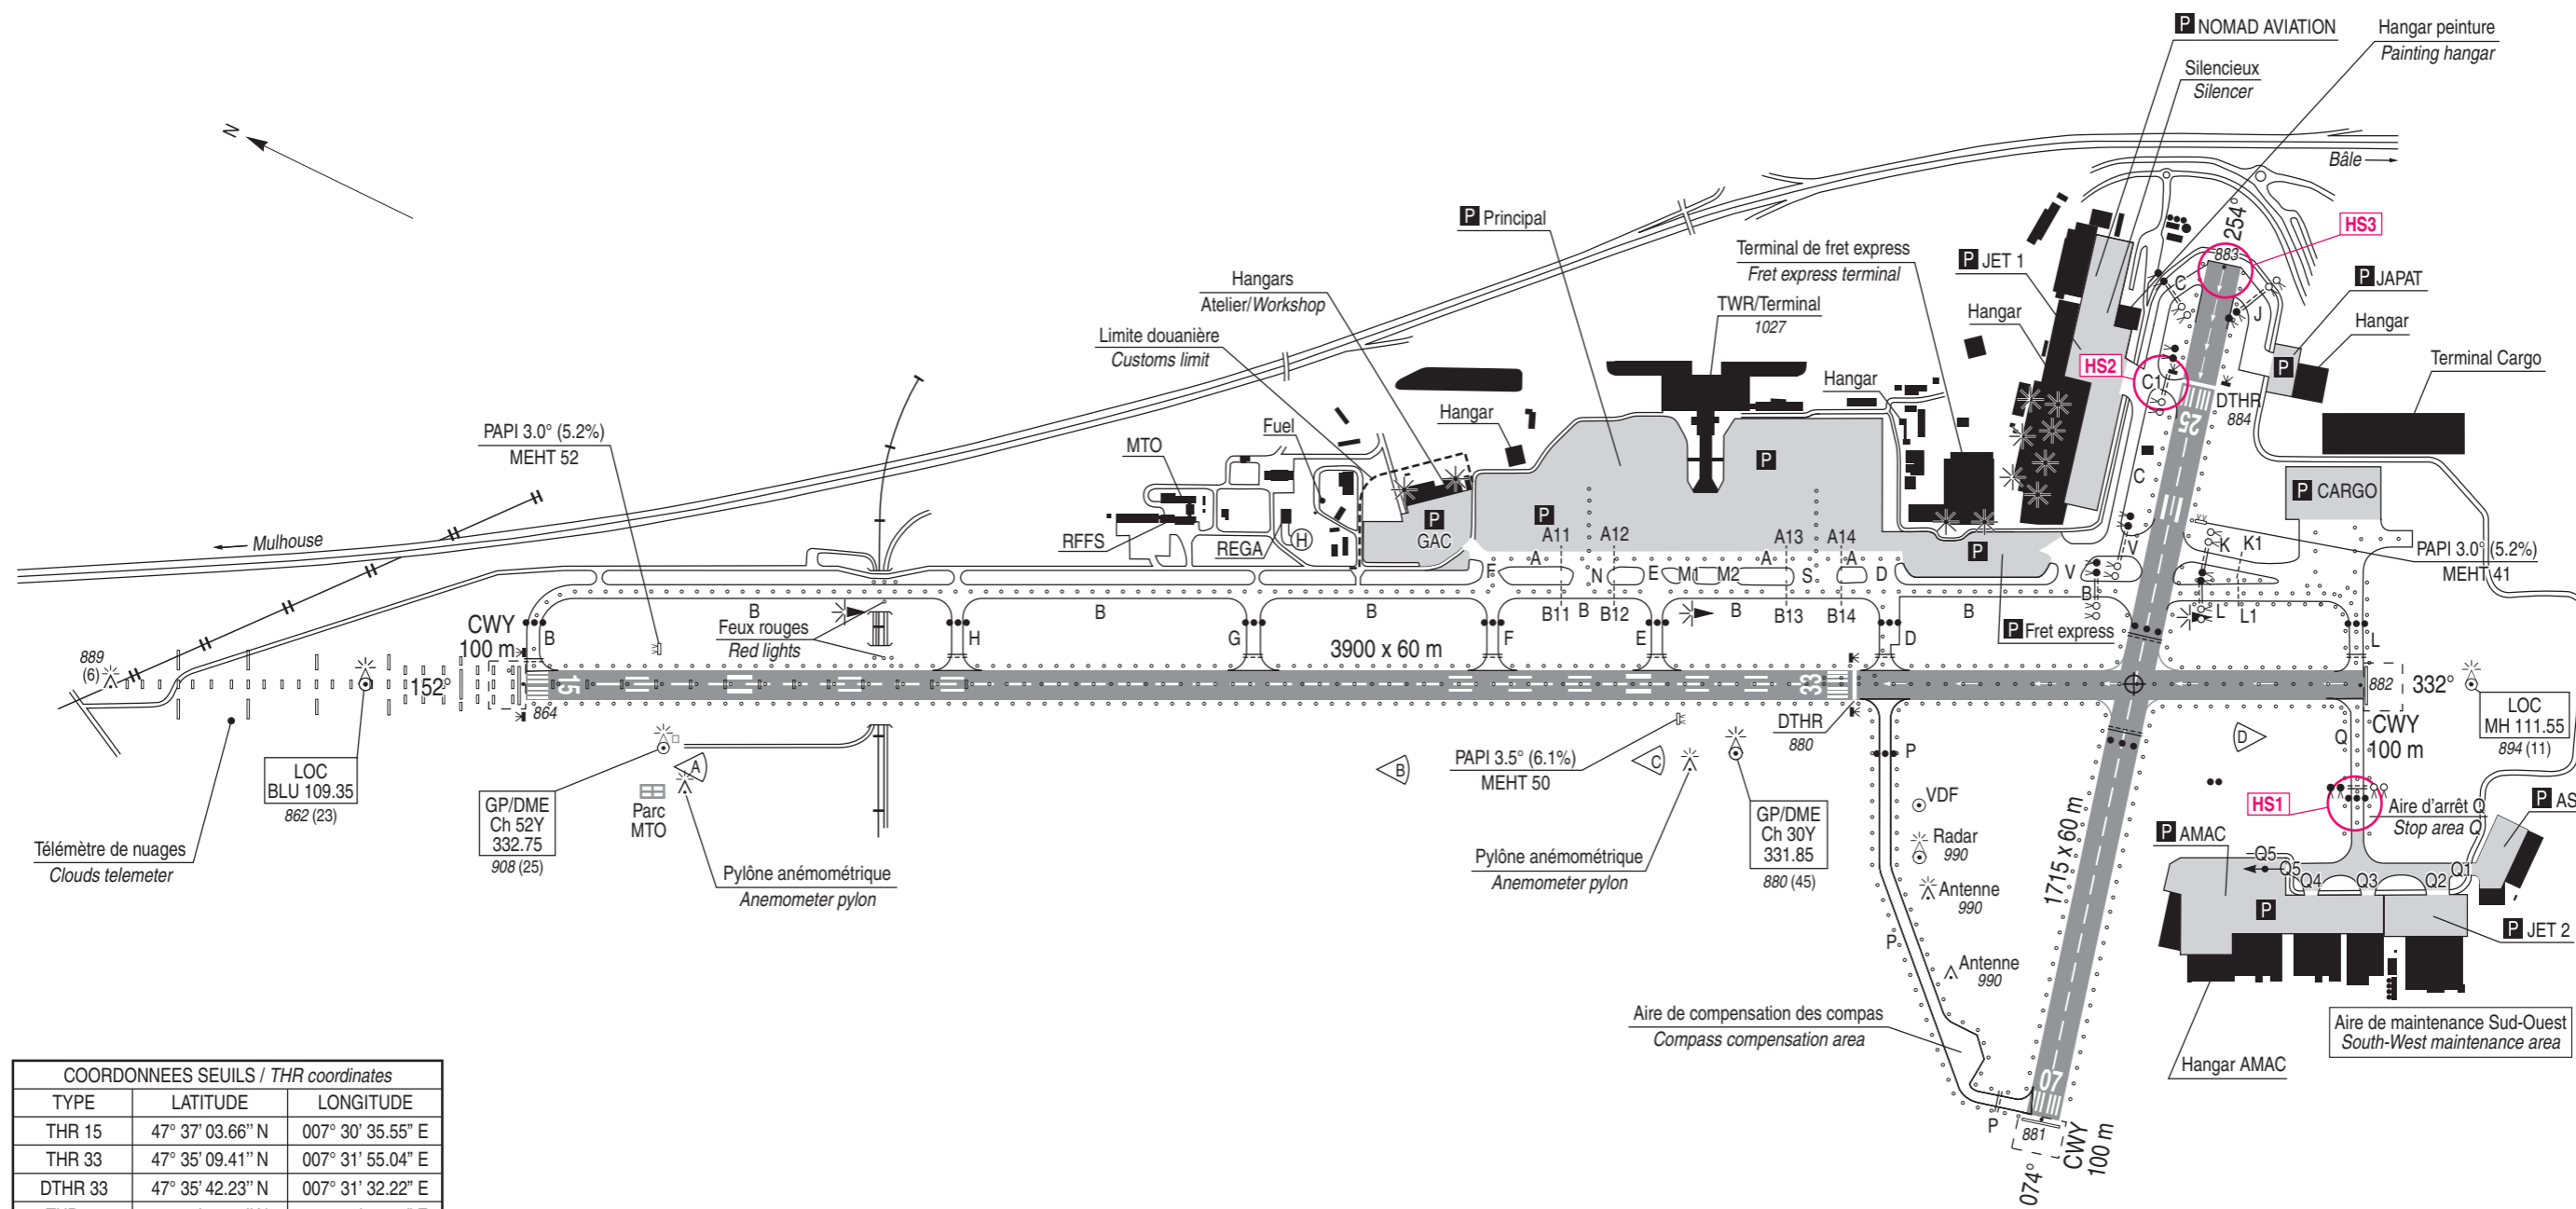 P NOMAD AVIATION
Hangar peinture
Painting hangar
Silencieux
Silencer
N
Bâle
254°
HS3
883
P Principal
Terminal de fret express
Fret express terminal
P JET 1
P JAPAT
Hangars
Atelier/Workshop
TWR/Terminal
1027
Hangar
C
J
Hangar
Limite douanière
Customs limit
HS2
P
Terminal Cargo
Hangar
C1
DTHR
884
25
PAPI 3.0° (5.2%)
MEHT 52
Fuel
Hangar
MTO
P
C
P CARGO
P
GAC
P
Mulhouse
RFFS
REGA
H
A11
A12
A13
A14
P
V
K
K1
PAPI 3.0° (5.2%)
MEHT 41
F
A
N
E
M1
M2
A
S
A
D
V
B
B
B
B
B11
B
B12
B
B13
B14
B
L
L1
CWY
100 m
B
Feux rouges
Red lights
H
G
3900 x 60 m
F
E
D
P Fret express
L
889
(6)
152°
15
864
33
882
332°
LOC
MH 111.55
894 (11)
DTHR
880
CWY
100 m
LOC
BLU 109.35
862 (23)
GP/DME
Ch 52Y
332.75
908 (25)
A
Parc
MTO
B
PAPI 3.5° (6.1%)
MEHT 50
C
P
D
Q
VDF
HS1
Aire d'arrêt Q
Stop area Q
P AS
GP/DME
Ch 30Y
331.85
880 (45)
Radar
990
P AMAC
Télémètre de nuages
Clouds telemeter
Pylône anémométrique
Anemometer pylon
Pylône anémométrique
Anemometer pylon
Antenne
990
1715 x 60 m
Q5
Q5
Q4
Q3
Q2
Q1
P
P JET 2
P
Antenne
990
Aire de compensation des compas
Compass compensation area
Aire de maintenance Sud-Ouest
South-West maintenance area
Hangar AMAC
07
P
881
CWY
100 m
074°
COORDONNEES SEUILS / THR coordinates
TYPE LATITUDE LONGITUDE
THR 15 47° 37' 03.66'' N 007° 30' 35.55" E
THR 33 47° 35' 09.41'' N 007° 31' 55.04" E
DTHR 33 47° 35' 42.23'' N 007° 31' 32.22" E